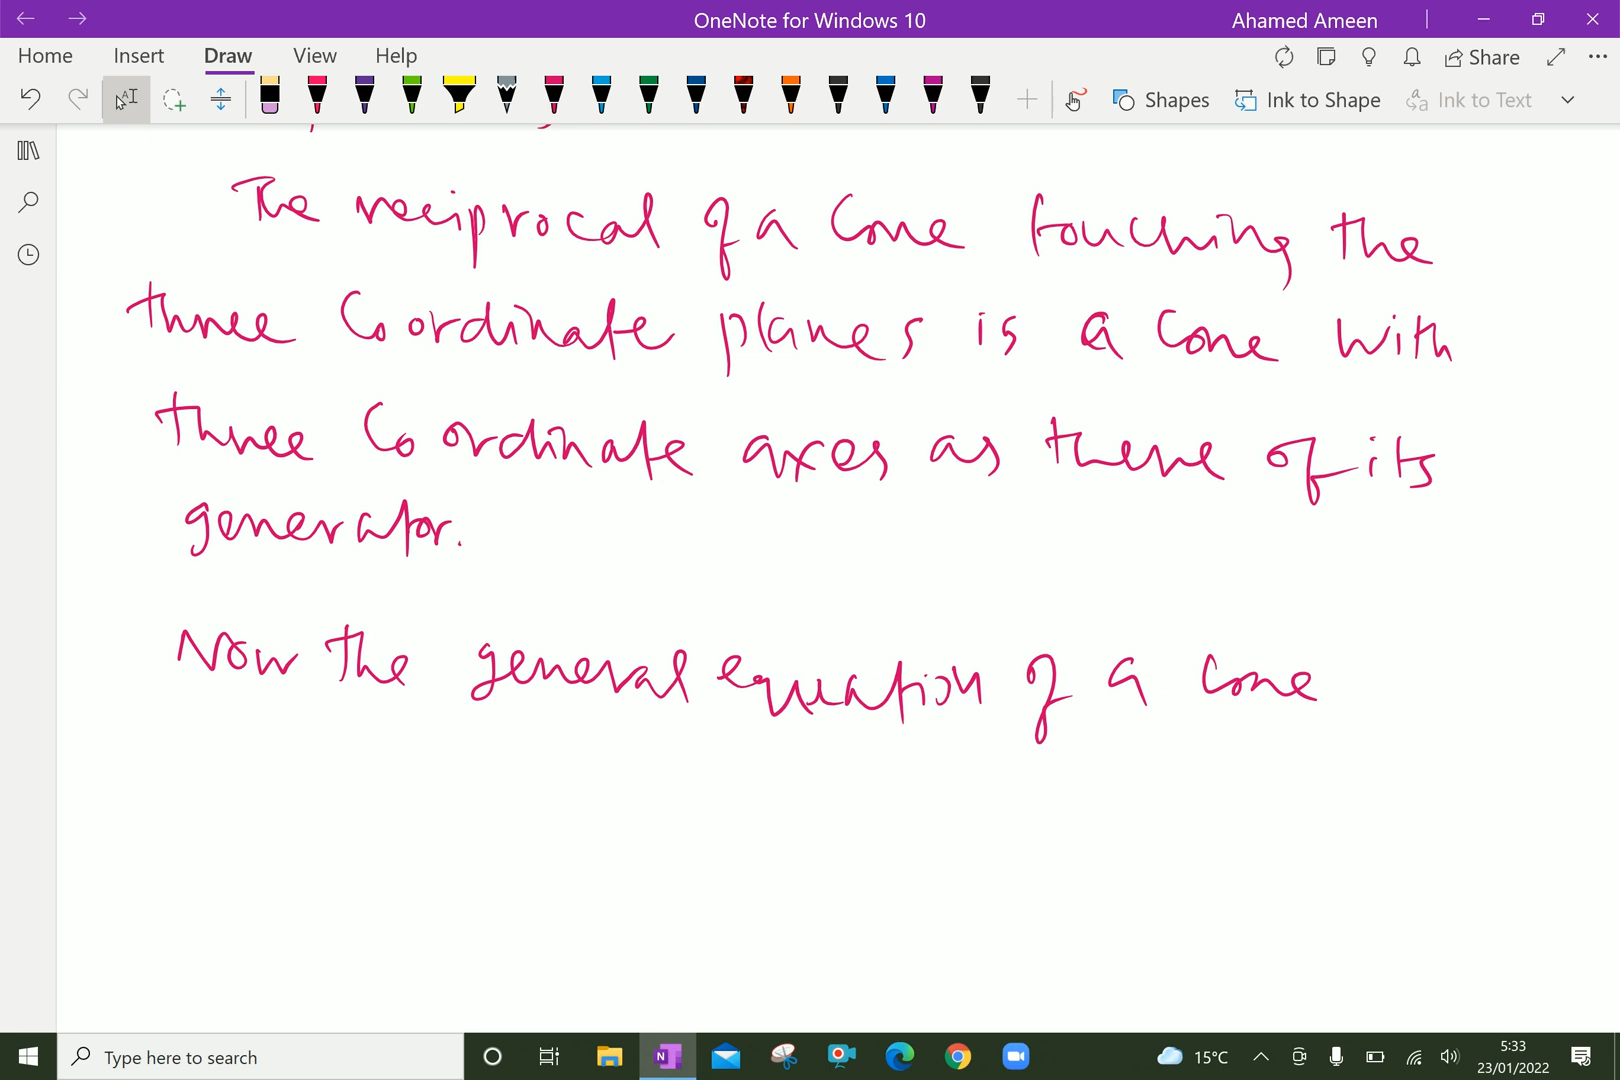 OneNote for Windows 10
Ahamed Ameen
Home Insert Draw View Help
Share
Shapes Ink to Shape Ink to Text
The reciprocal of a Cone touching the
three Coordinate planes is a cone with
three Coordinate axes as there of its
generator.
Now the general equation of a cone
Type here to search
15°C
5:33
23/01/2022